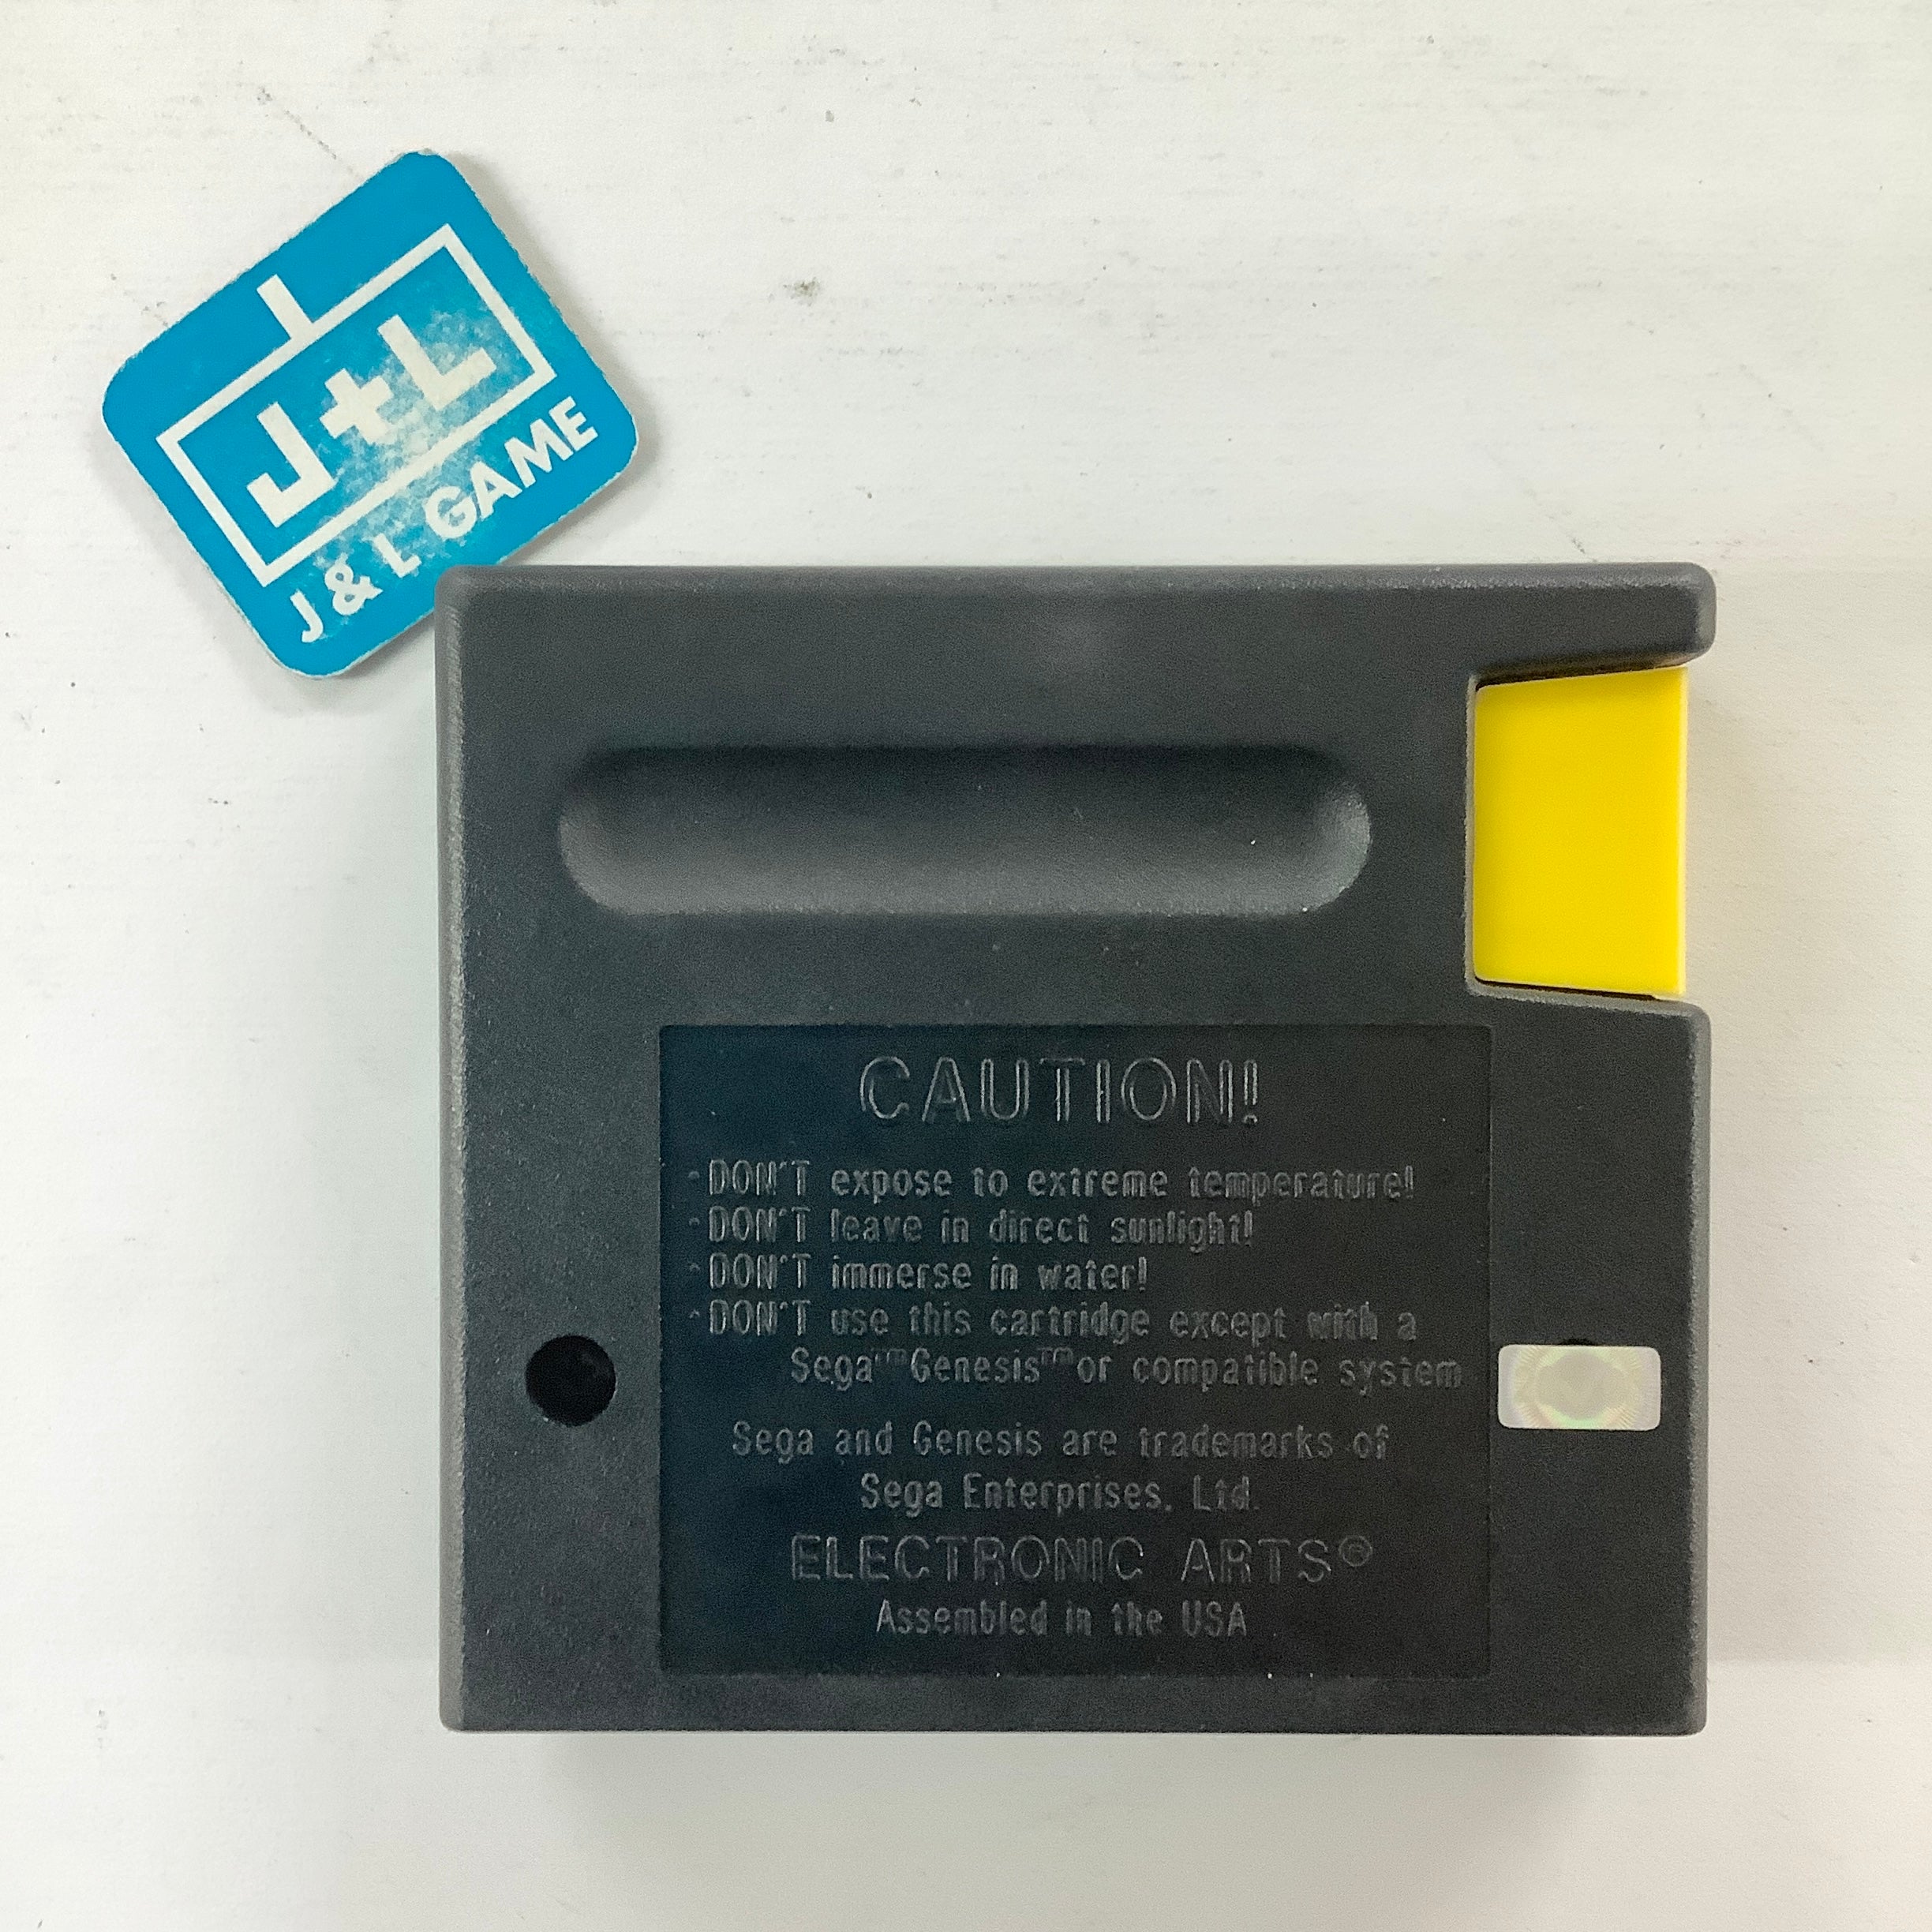 J+L
J & L GAME
CAUTION!
-DON'T expose to extreme temperature!
-DON'T leave in direct sunlight!
-DON'T immerse in water!
-DON'T use this cartridge except with a
Sega™Genesis™or compatible system
Sega and Genesis are trademarks of
Sega Enterprises, Ltd.
ELECTRONIC ARTS®
Assembled in the USA